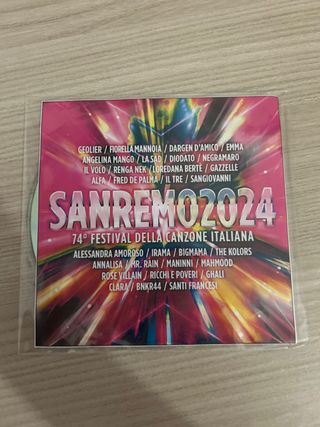 GEOLIER / FIORELLA MANNOIA / DARGEN D'AMICO / EMMA
ANGELINA MANGO / LA SAD / DIODATO / NEGRAMARO
IL VOLO / RENGA NEK / LOREDANA BERTÈ / GAZZELLE
ALFA / FRED DE PALMA / IL TRE / SANGIOVANNI
SANREMO2024
74° FESTIVAL DELLA CANZONE ITALIANA
ALESSANDRA AMOROSO / IRAMA / BIGMAMA / THE KOLORS
ANNALISA / MR. RAIN / MANINNI / MAHMOOD
ROSE VILLAIN / RICCHI E POVERI / GHALI
CLARA / BNKR44 / SANTI FRANCESI